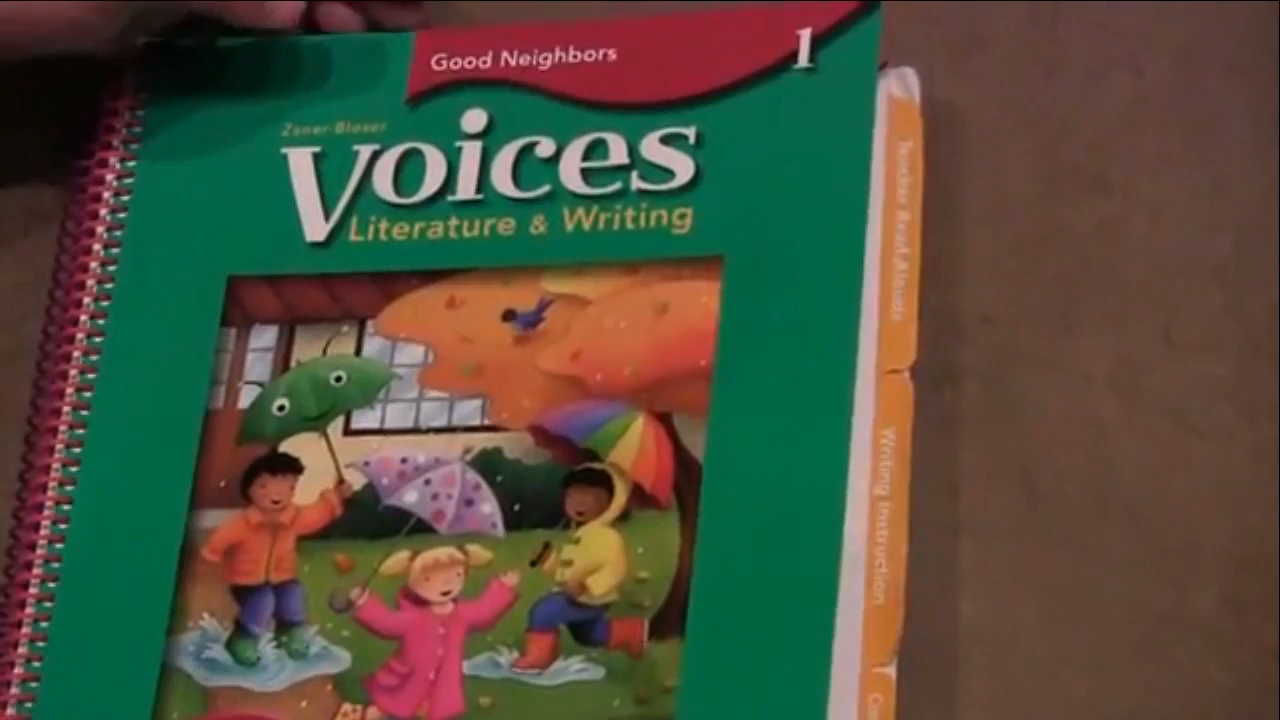 Good Neighbors
1
Zaner-Bloser
Voices
Literature & Writing
Teacher Read-Alouds
Writing Instruction